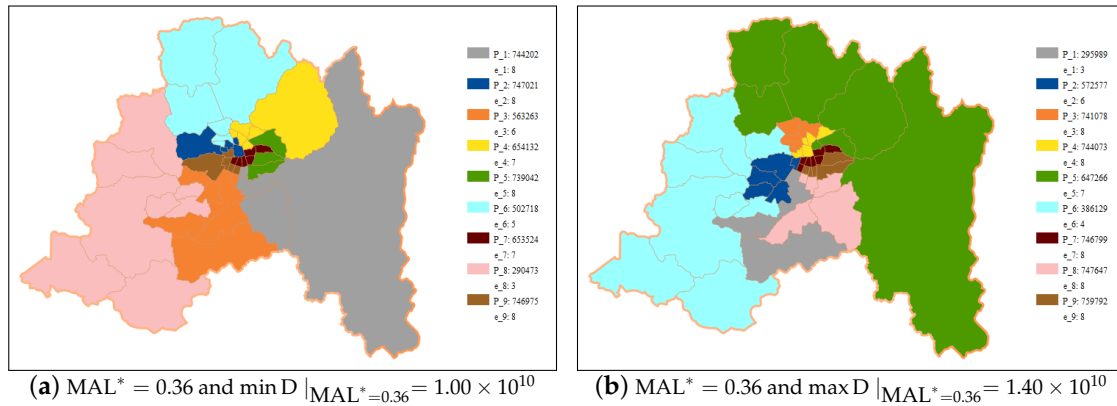 P_1: 744202
e_1: 8
P_2: 747021
e_2: 8
P_3: 563263
e_3: 6
P_4: 654132
e_4: 7
P_5: 739042
e_5: 8
P_6: 502718
e_6: 5
P_7: 653524
e_7: 7
P_8: 290473
e_8: 3
P_9: 746975
e_9: 8
(a) MAL* = 0.36 and min D |MAL*=0.36 = 1.00 × 10^10
P_1: 295989
e_1: 3
P_2: 572577
e_2: 6
P_3: 741078
e_3: 8
P_4: 744073
e_4: 8
P_5: 647266
e_5: 7
P_6: 386129
e_6: 4
P_7: 746799
e_7: 8
P_8: 747647
e_8: 8
P_9: 759792
e_9: 8
(b) MAL* = 0.36 and max D |MAL*=0.36 = 1.40 × 10^10